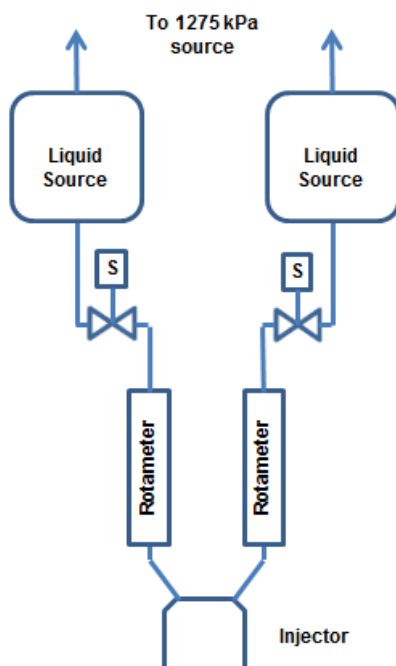 To 1275 kPa
source
Liquid
Source
Liquid
Source
S
S
Rotameter
Rotameter
Injector